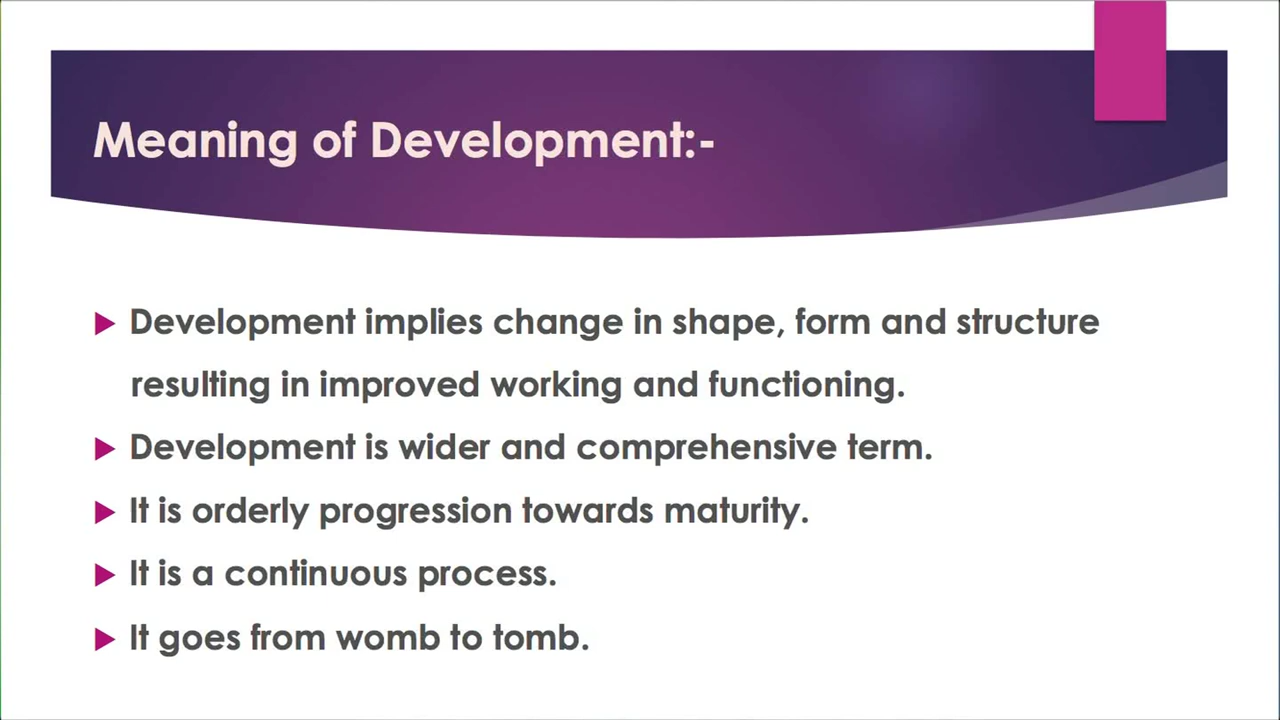 Meaning of Development:-
Development implies change in shape, form and structure
resulting in improved working and functioning.
Development is wider and comprehensive term.
It is orderly progression towards maturity.
It is a continuous process.
It goes from womb to tomb.